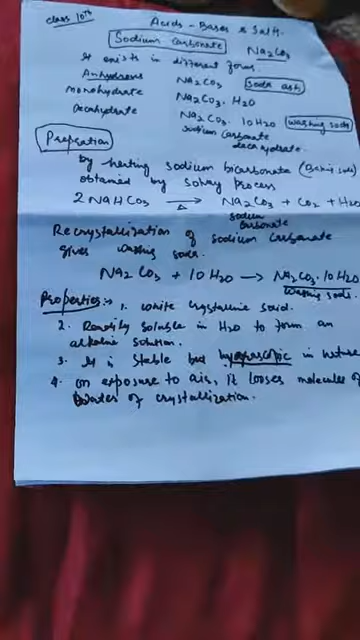 class 10th
Acids - Bases & Salts.
Sodium carbonate Na2CO3
It exists in different forms.
Anhydrous Na2CO3 soda ash
Monohydrate Na2CO3. H2O
Decahydrate Na2CO3. 10H2O washing soda
sodium carbonate
decahydrate.
Preparation
by heating sodium bicarbonate
obtained by solvay process
2 NaHCO3 → Na2CO3 + CO2 + H2O
Δ
sodium
carbonate
Recrystallization of sodium carbonate
gives washing soda.
Na2CO3 + 10H2O → Na2CO3.10H2O
washing soda.
Properties:- 1. white crystalline solid.
2. Readily soluble in H2O to form an
alkaline solution.
3. It is stable but hygroscopic in nature
4. on exposure to air, it looses molecules of
water of crystallization.